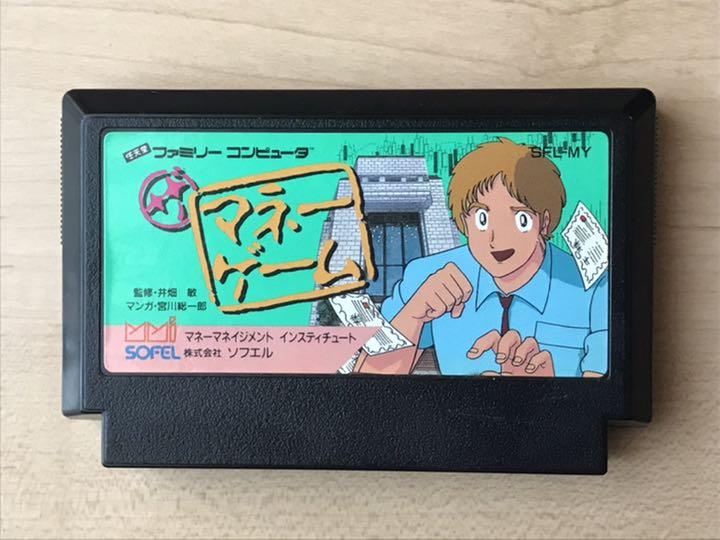 任天堂 ファミリー コンピュータ™
SFL-MY
ザ
マネー
ゲーム
監修・井畑 敏
マンガ・宮川総一郎
MMi マネーマネイジメント インスティチュート
SOFEL 株式会社 ソフエル